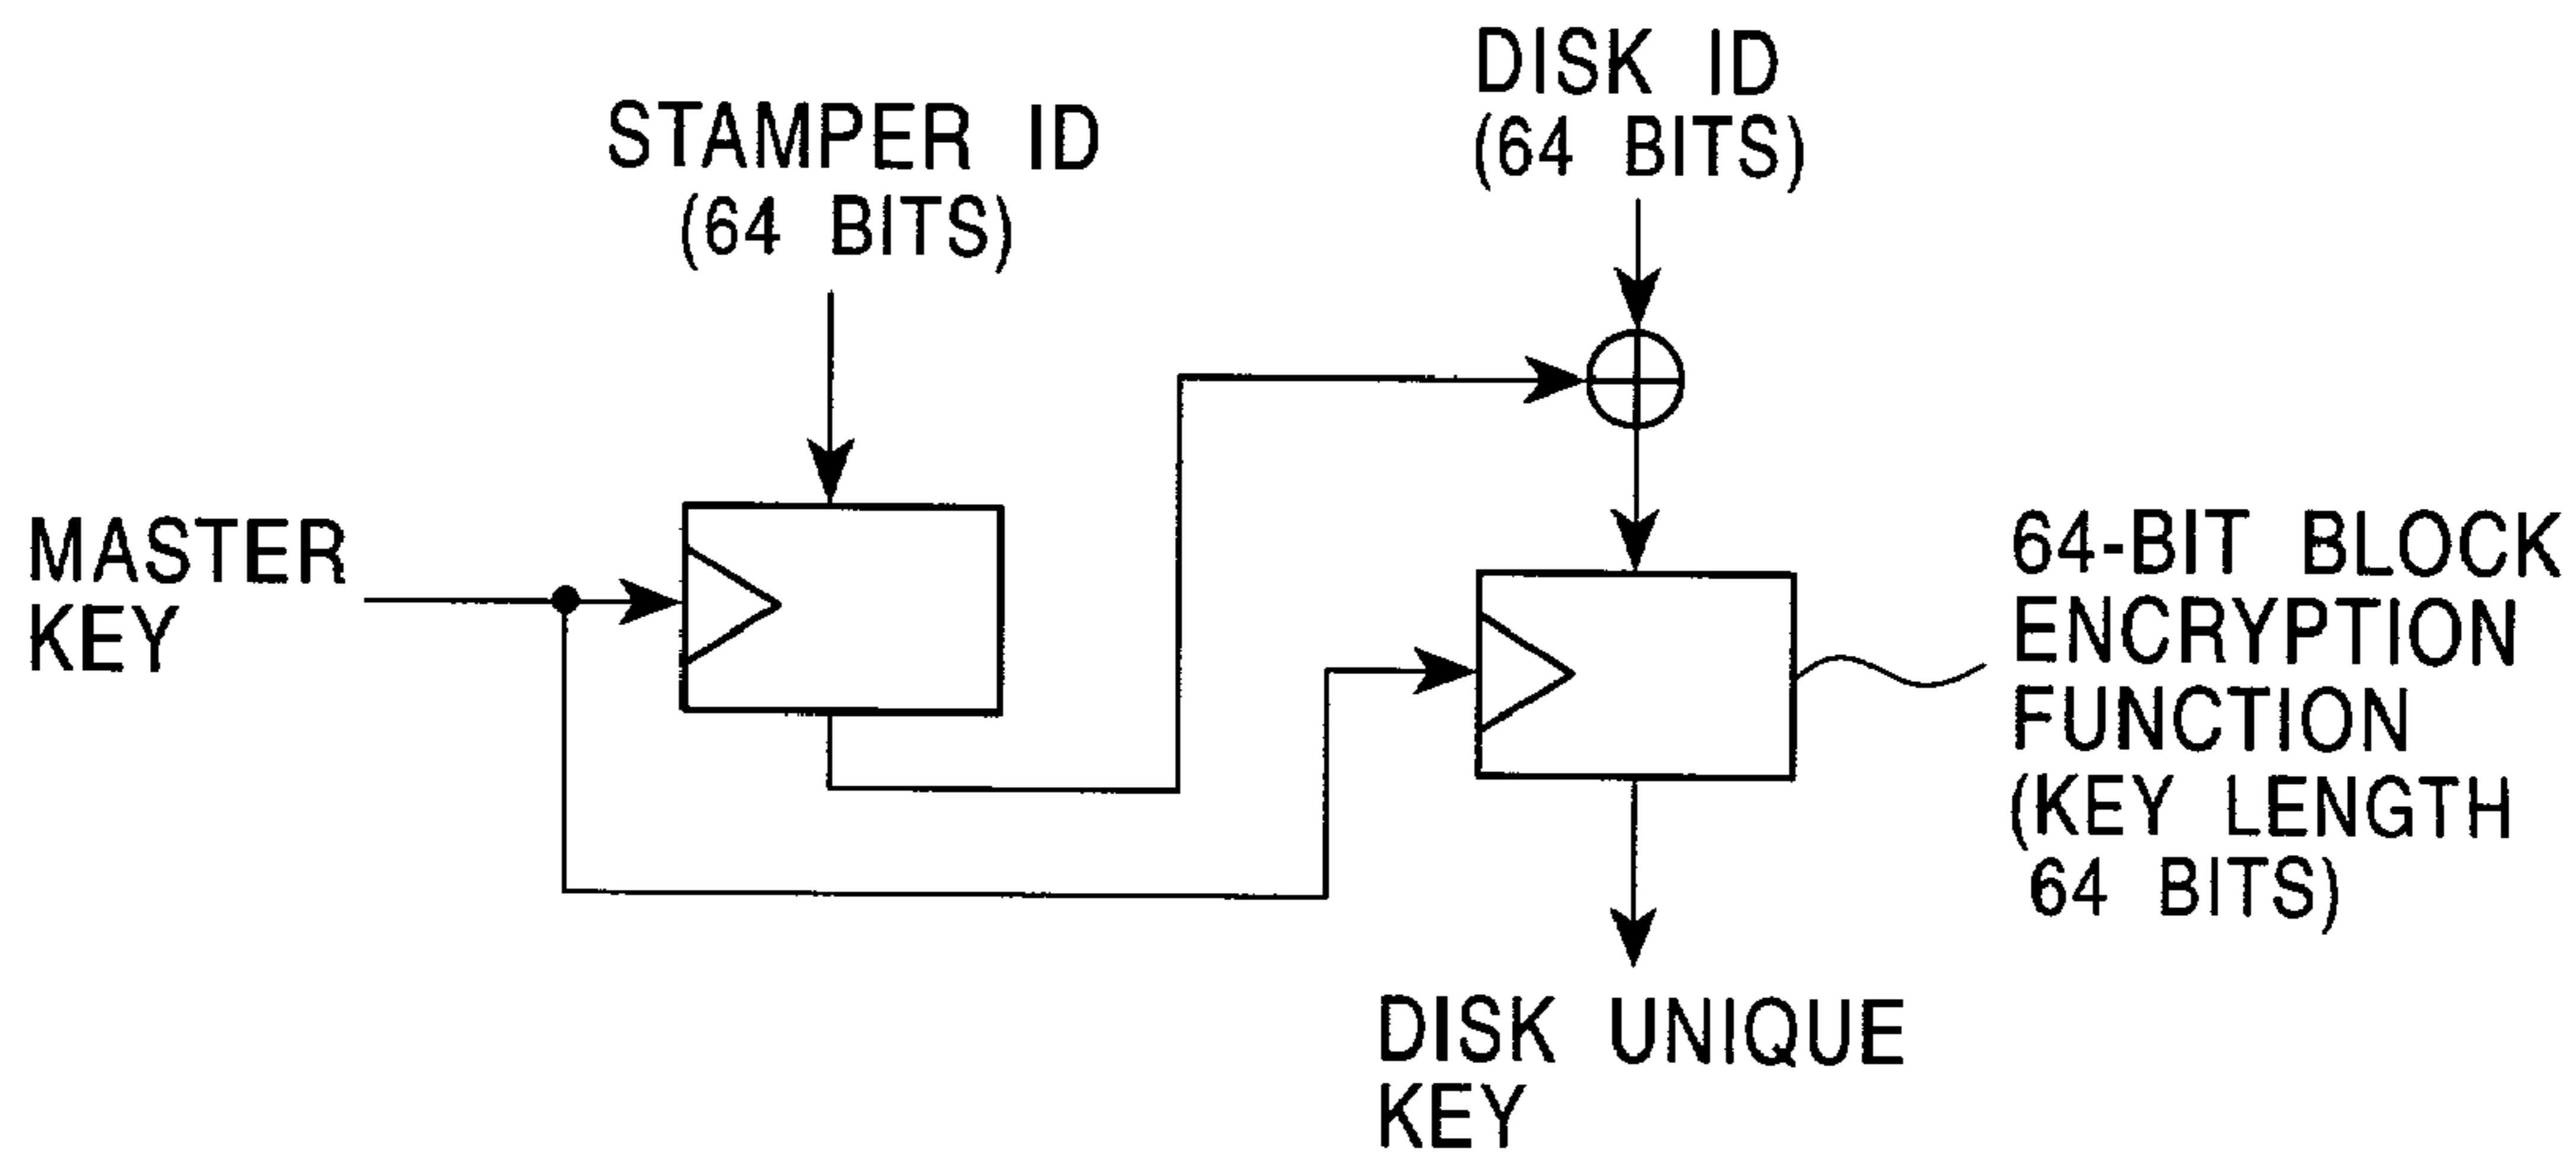 DISK ID
(64 BITS)
STAMPER ID
(64 BITS)
MASTER
KEY
64-BIT BLOCK
ENCRYPTION
FUNCTION
(KEY LENGTH
64 BITS)
DISK UNIQUE
KEY